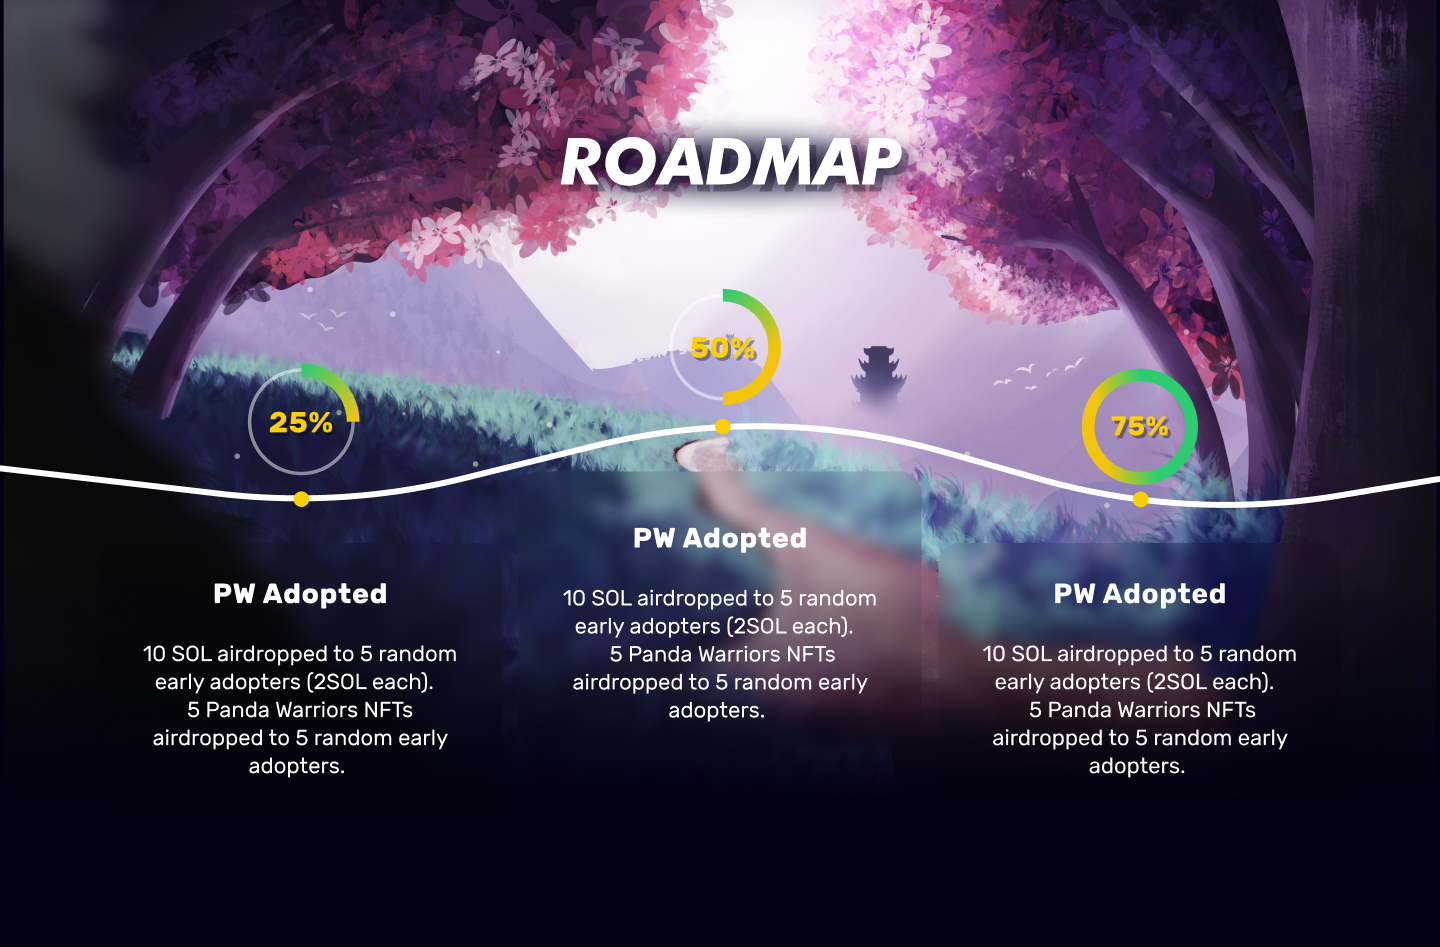 ROADMAP
25%
50%
75%
PW Adopted
10 SOL airdropped to 5 random
early adopters (2SOL each).
5 Panda Warriors NFTs
airdropped to 5 random early
adopters.
PW Adopted
10 SOL airdropped to 5 random
early adopters (2SOL each).
5 Panda Warriors NFTs
airdropped to 5 random early
adopters.
PW Adopted
10 SOL airdropped to 5 random
early adopters (2SOL each).
5 Panda Warriors NFTs
airdropped to 5 random early
adopters.